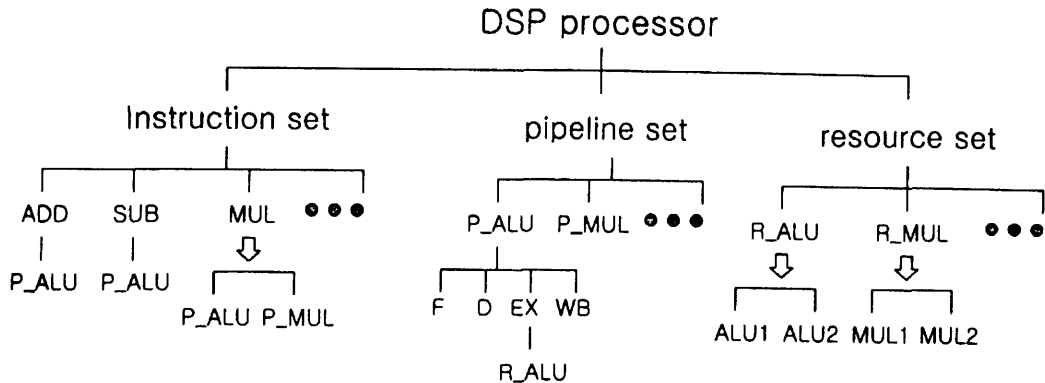 DSP processor
Instruction set
pipeline set
resource set
ADD SUB MUL
P_ALU P_MUL
R_ALU R_MUL
P_ALU P_ALU
P_ALU P_MUL
F D EX WB
ALU1 ALU2 MUL1 MUL2
R_ALU